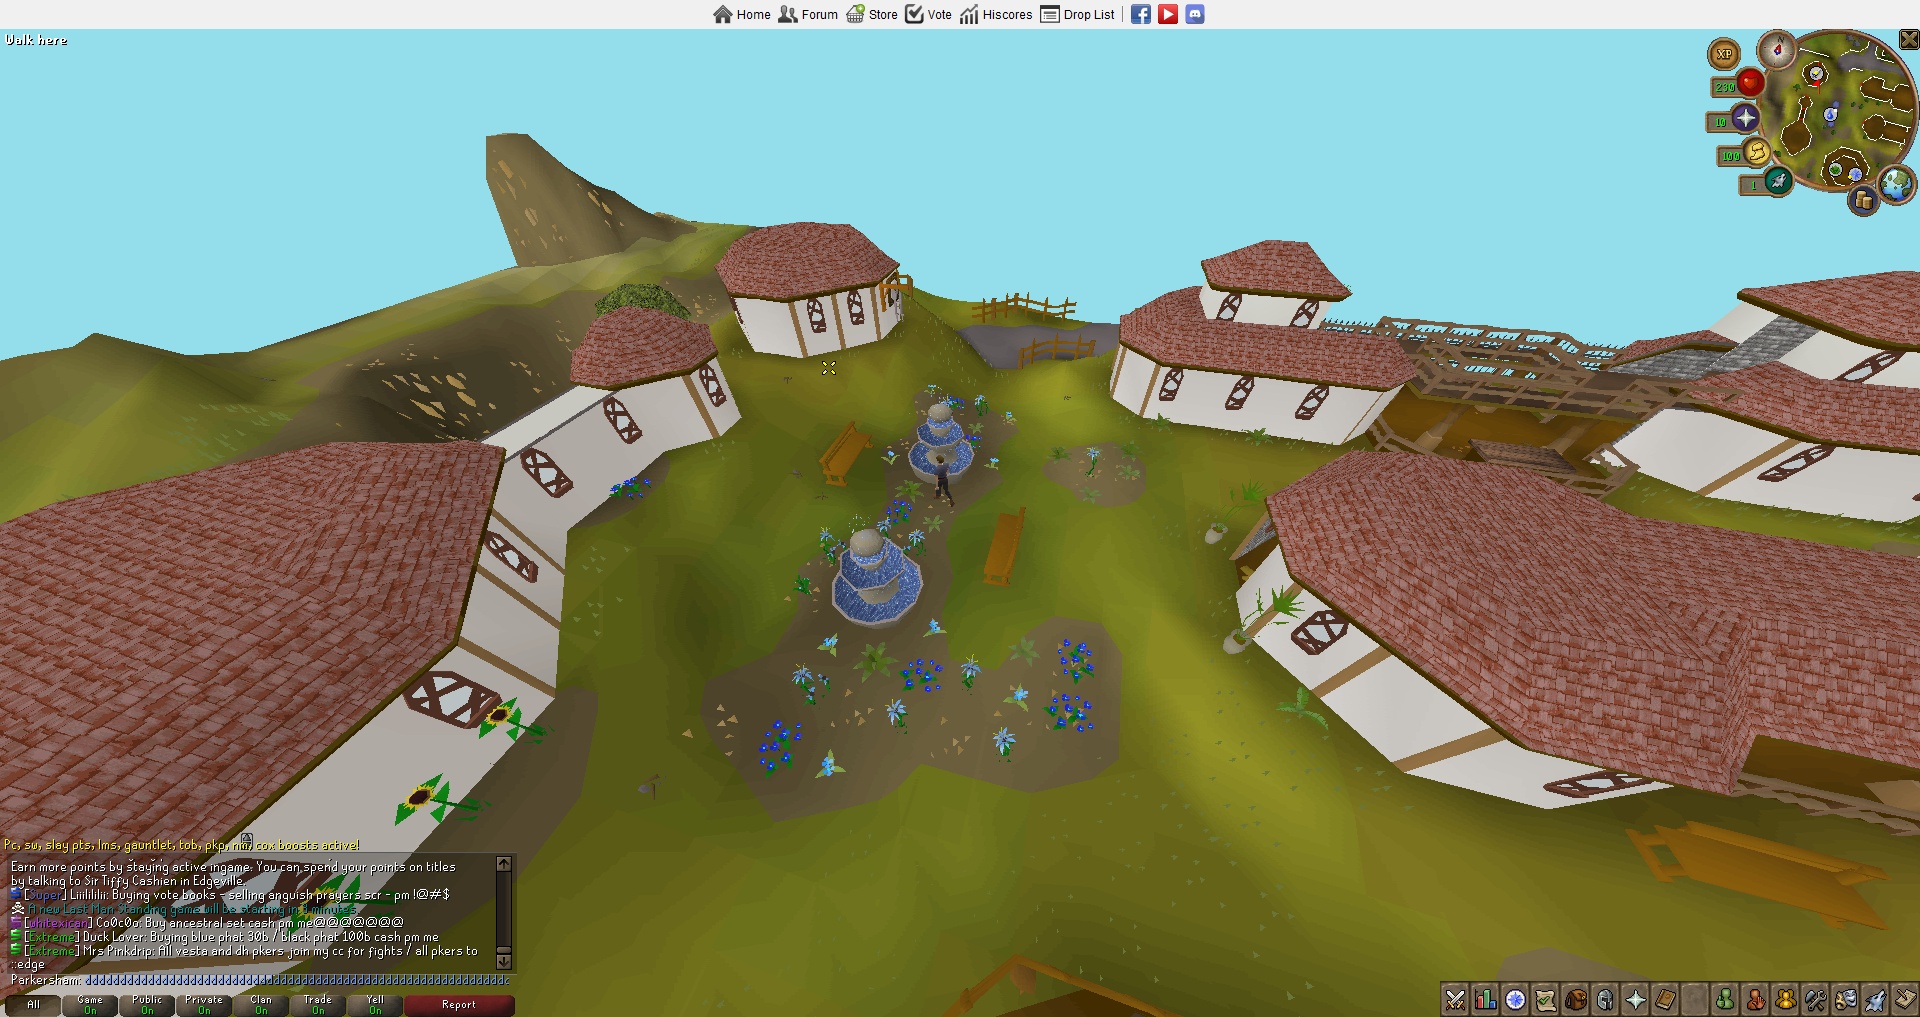 Home Forum Store Vote Hiscores Drop List
Walk here
XP
N
230
10
100
1
Pc, sw, slay pts, lms, gauntlet, tob, pkp, nm, cox boosts active!
Earn more points by staying active ingame. You can spend your points on titles
by talking to Sir Tiffy Cashien in Edgeville.
[Super] Liililiii: Buying vote books - selling anguish prayers scr - pm !@#$
A new Last Man Standing game will be starting in 8 minutes.
[whitexican] Co0c0o: Buy ancestral set cash pm me@@@@@@@
[Extreme] Duck Lover: Buying blue phat 30b / black phat 100b cash pm me
[Extreme] Mrs Pinkdrip: All vesta and dh pkers join my cc for fights / all pkers to
::edge
Parkersham:
All Game Public Private Clan Trade Yell Report
On On On On On On